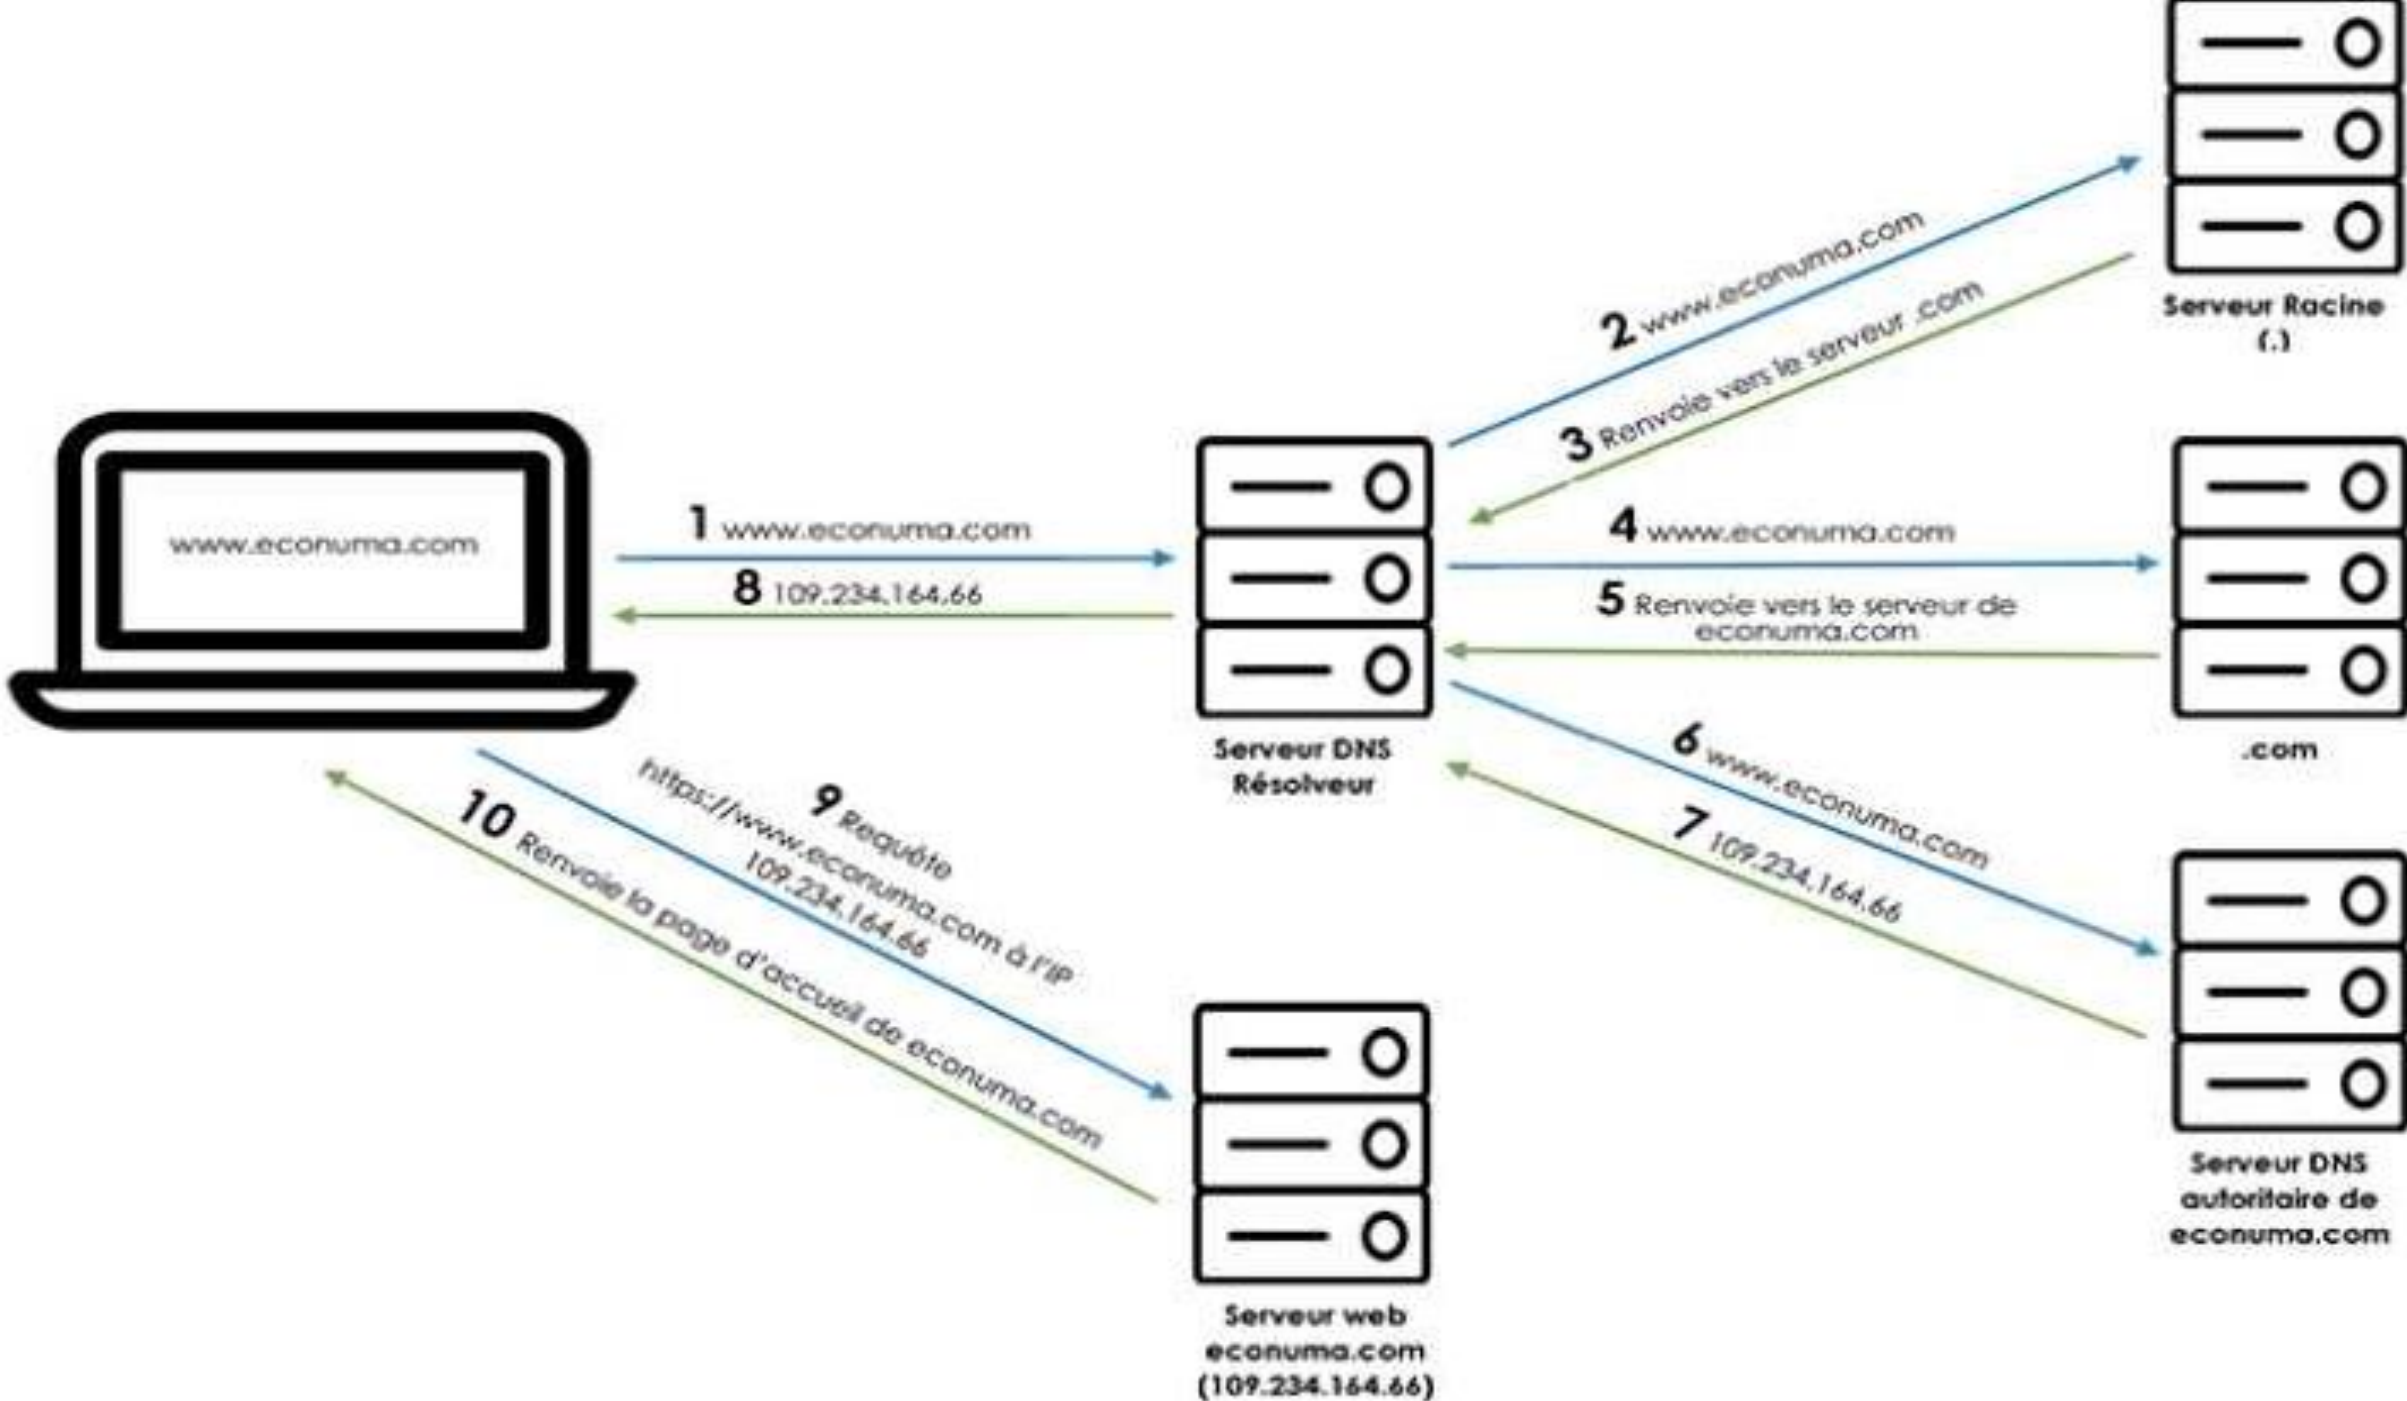 www.econuma.com
1 www.econuma.com
8 109.234.164.66
Serveur DNS
Résolveur
2 www.econuma.com
3 Renvoie vers le serveur .com
Serveur Racine
(.)
4 www.econuma.com
5 Renvoie vers le serveur de
econuma.com
.com
6 www.econuma.com
7 109.234.164.66
Serveur DNS
autoritaire de
econuma.com
9 Requête
https://www.econuma.com à l'IP
109.234.164.66
10 Renvoie la page d'accueil de econuma.com
Serveur web
econuma.com
(109.234.164.66)